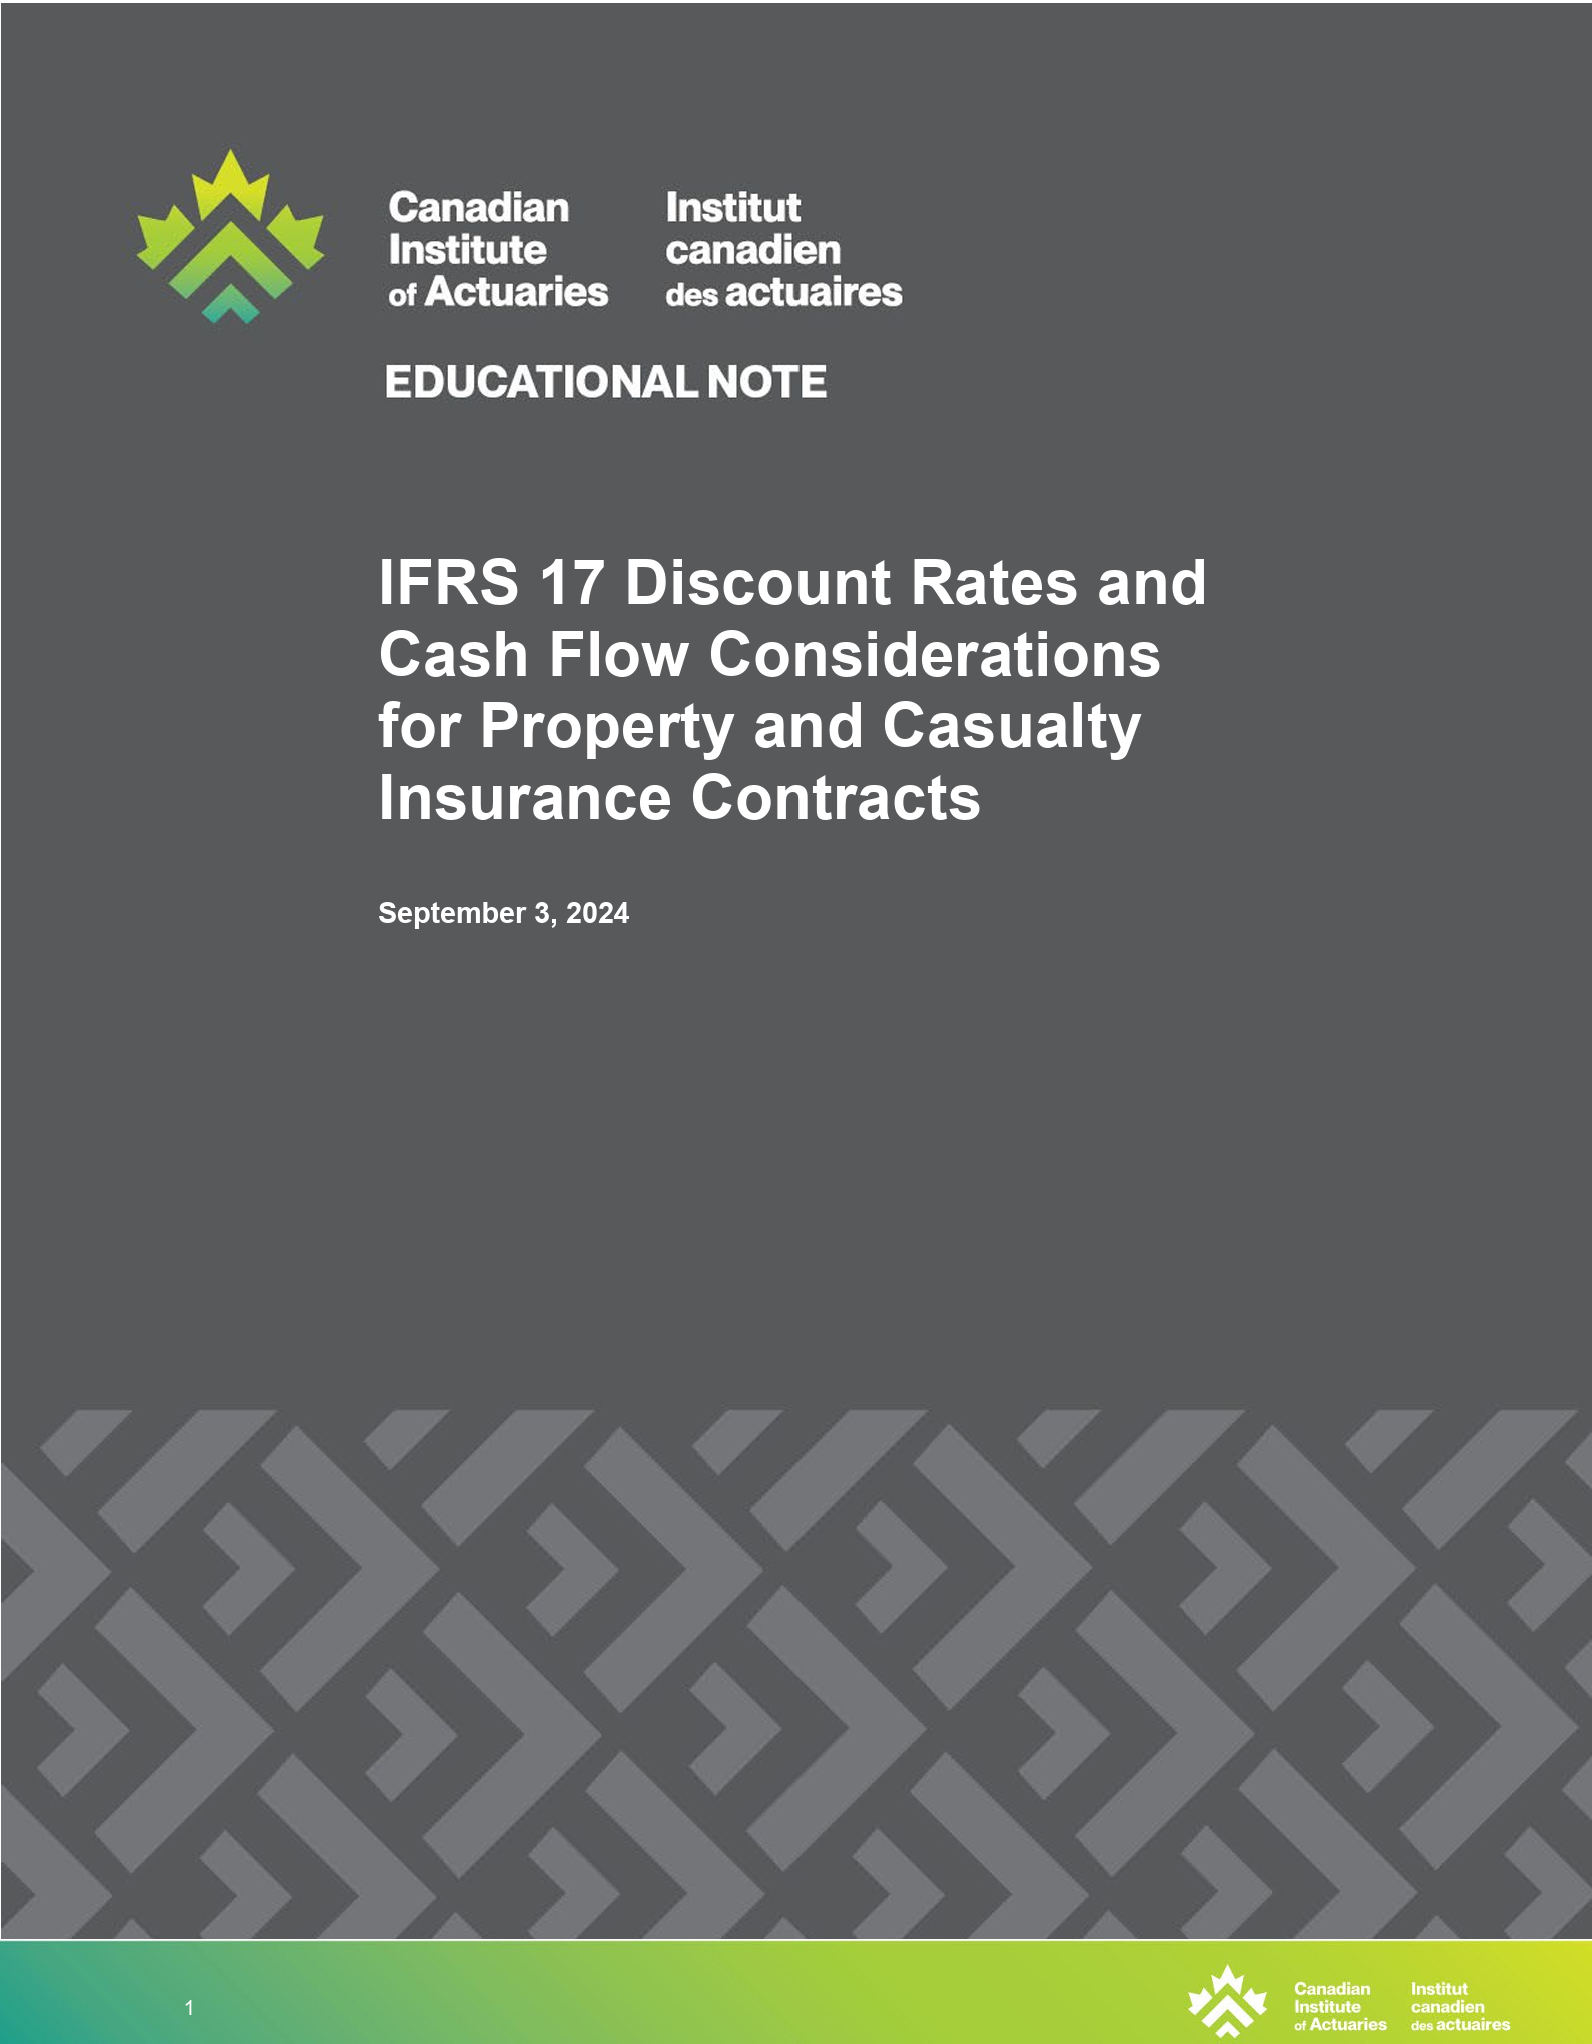 Canadian
Institute
of Actuaries
Institut
canadien
des actuaires
EDUCATIONAL NOTE
IFRS 17 Discount Rates and
Cash Flow Considerations
for Property and Casualty
Insurance Contracts
September 3, 2024
1
Canadian
Institute
of Actuaries
Institut
canadien
des actuaires